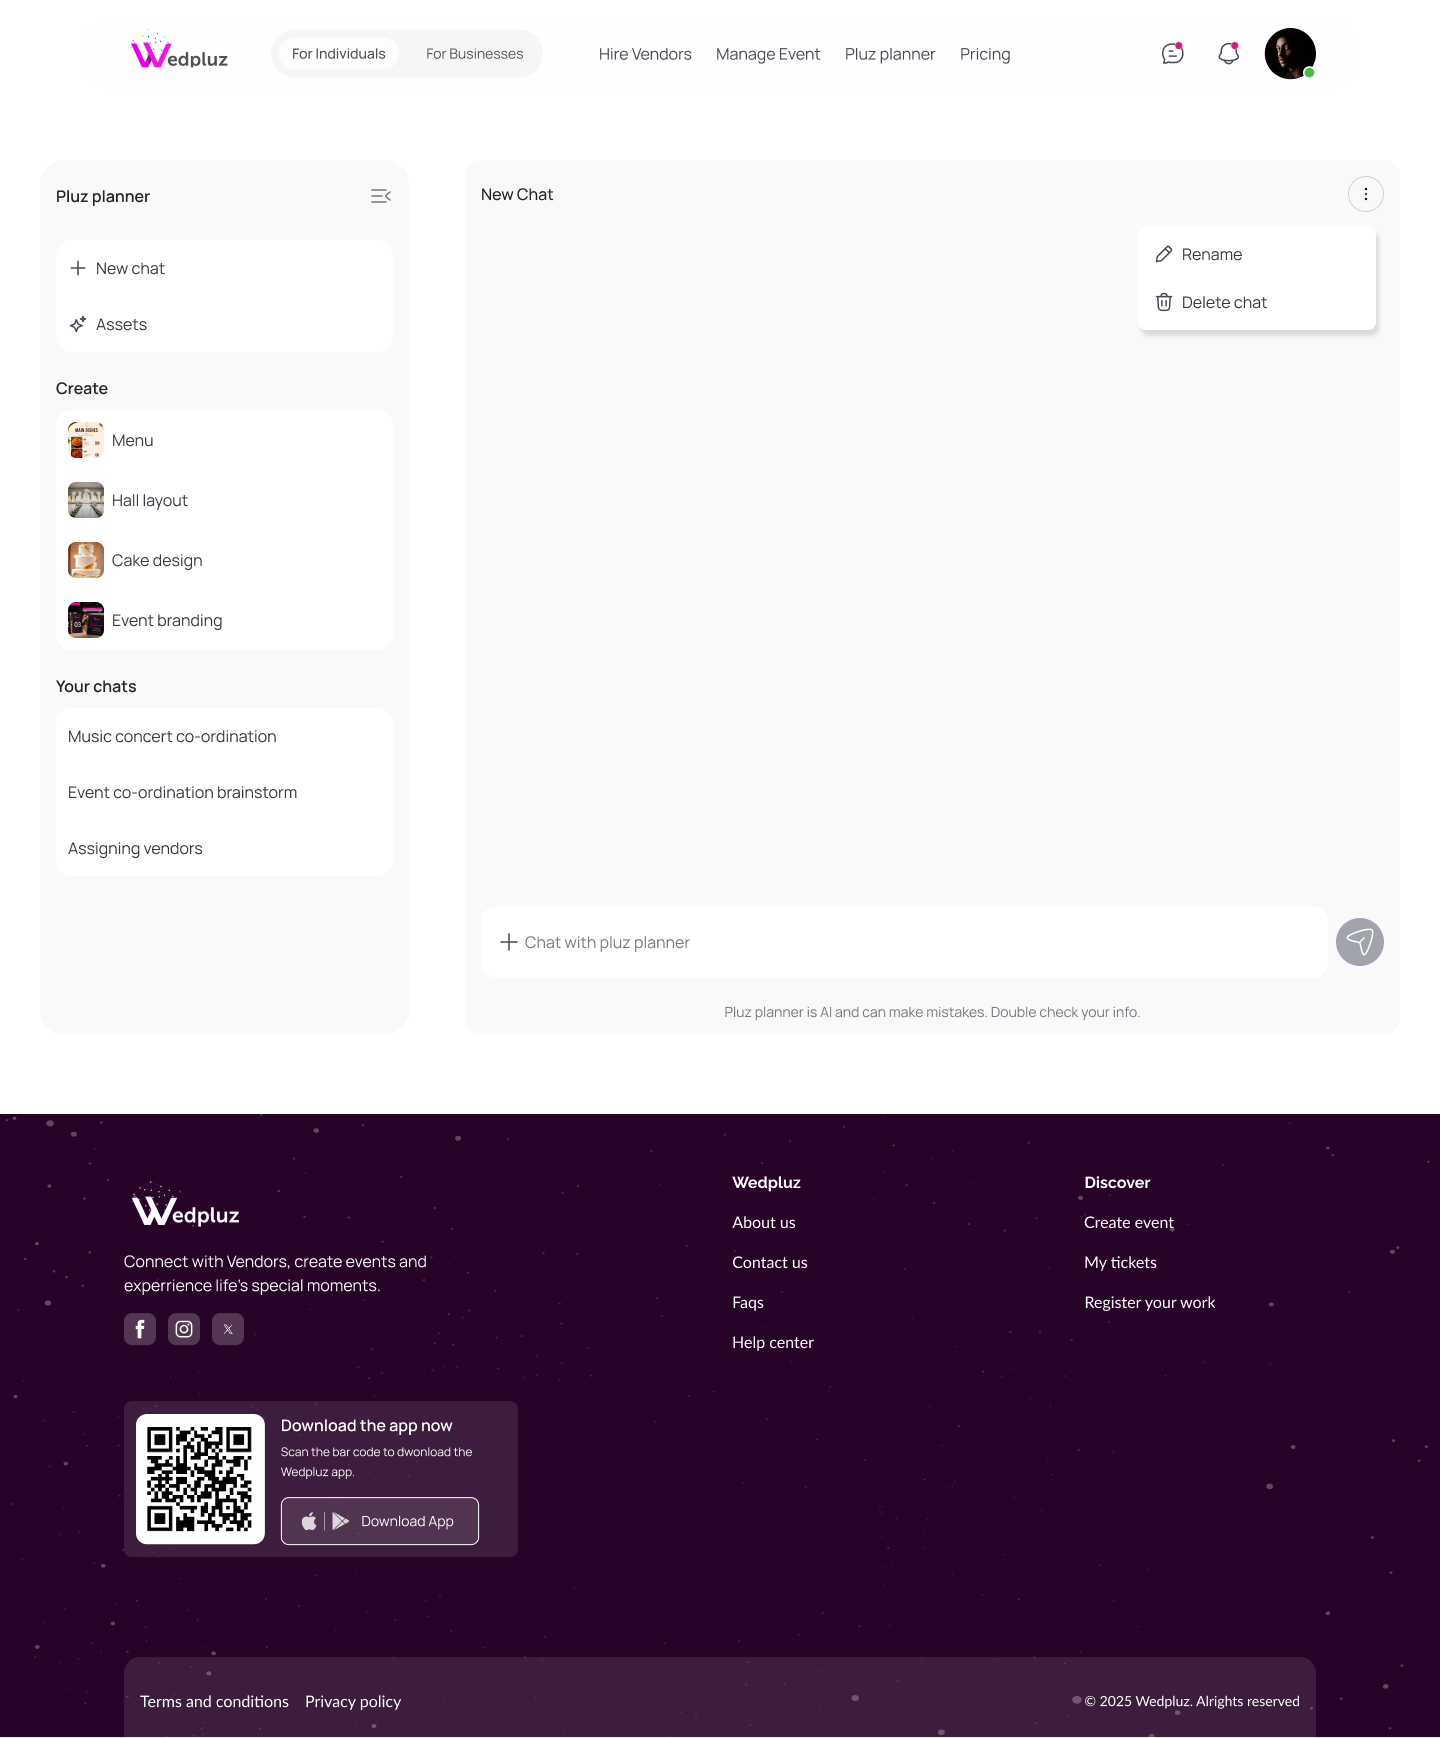 Wedpluz
For Individuals
For Businesses
Hire Vendors
Manage Event
Pluz planner
Pricing
Pluz planner
New chat
Assets
Create
MAIN DISHES
Menu
Hall layout
Cake design
03
Event branding
Your chats
Music concert co-ordination
Event co-ordination brainstorm
Assigning vendors
New Chat
Rename
Delete chat
Chat with pluz planner
Pluz planner is AI and can make mistakes. Double check your info.
Wedpluz
Connect with Vendors, create events and
experrience life's special moments.
f
𝕏
Download the app now
Scan the bar code to dwonload the
Wedpluz app.
Download App
Wedpluz
About us
Contact us
Faqs
Help center
Discover
Create event
My tickets
Register your work
Terms and conditions
Privacy policy
© 2025 Wedpluz. Alrights reserved